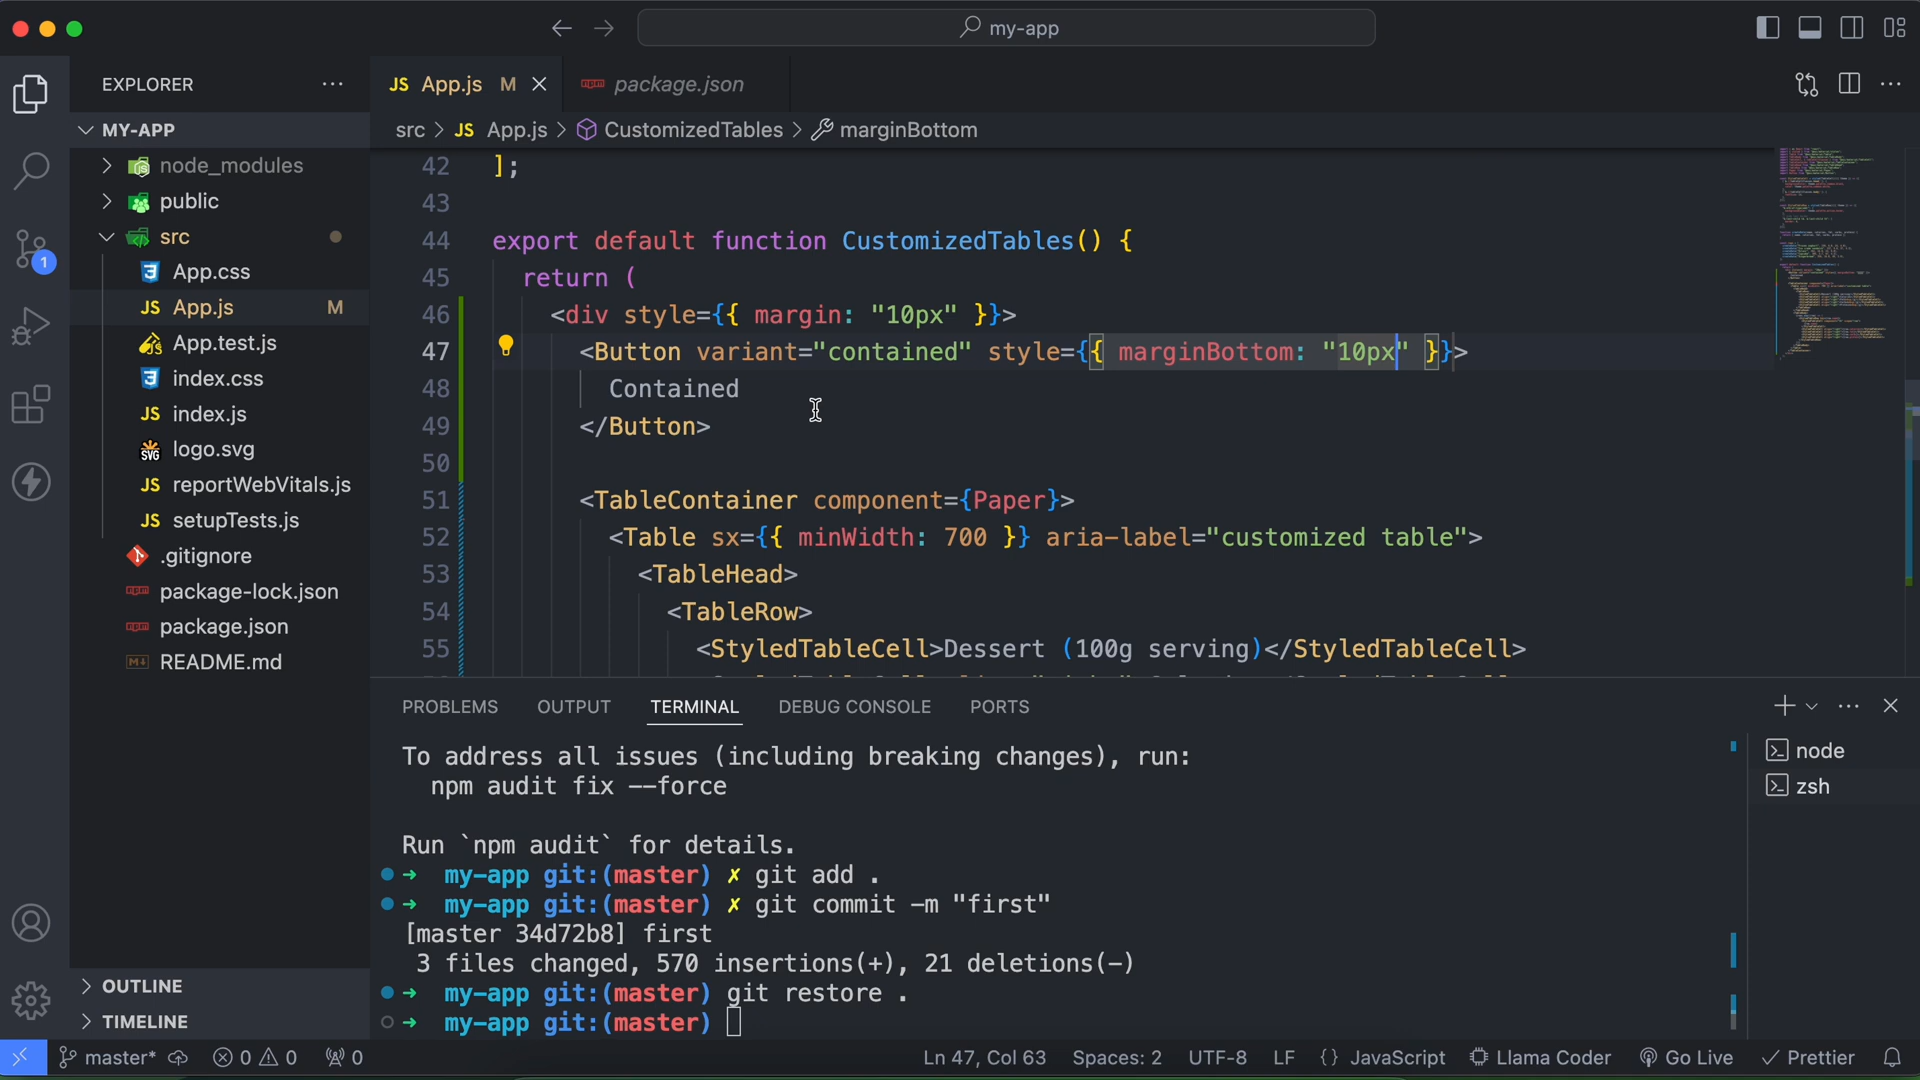 my-app
EXPLORER
MY-APP
node_modules
public
src
App.css
JS App.js M
App.test.js
index.css
JS index.js
SVG logo.svg
JS reportWebVitals.js
JS setupTests.js
.gitignore
package-lock.json
package.json
README.md
OUTLINE
TIMELINE
1
JS App.js M
package.json
src > JS App.js > CustomizedTables > marginBottom
42 ];
43
44 export default function CustomizedTables() {
45 return (
46 <div style={{ margin: "10px" }}>
47 <Button variant="contained" style={{ marginBottom: "10px" }}>
48 Contained
49 </Button>
50
51 <TableContainer component={Paper}>
52 <Table sx={{ minWidth: 700 }} aria-label="customized table">
53 <TableHead>
54 <TableRow>
55 <StyledTableCell>Dessert (100g serving)</StyledTableCell>
PROBLEMS OUTPUT TERMINAL DEBUG CONSOLE PORTS
To address all issues (including breaking changes), run:
npm audit fix --force
Run `npm audit` for details.
➜ my-app git:(master) ✗ git add .
➜ my-app git:(master) ✗ git commit -m "first"
[master 34d72b8] first
3 files changed, 570 insertions(+), 21 deletions(-)
➜ my-app git:(master) git restore .
➜ my-app git:(master)
node
zsh
master* 0 0 0 Ln 47, Col 63 Spaces: 2 UTF-8 LF {} JavaScript Llama Coder Go Live Prettier